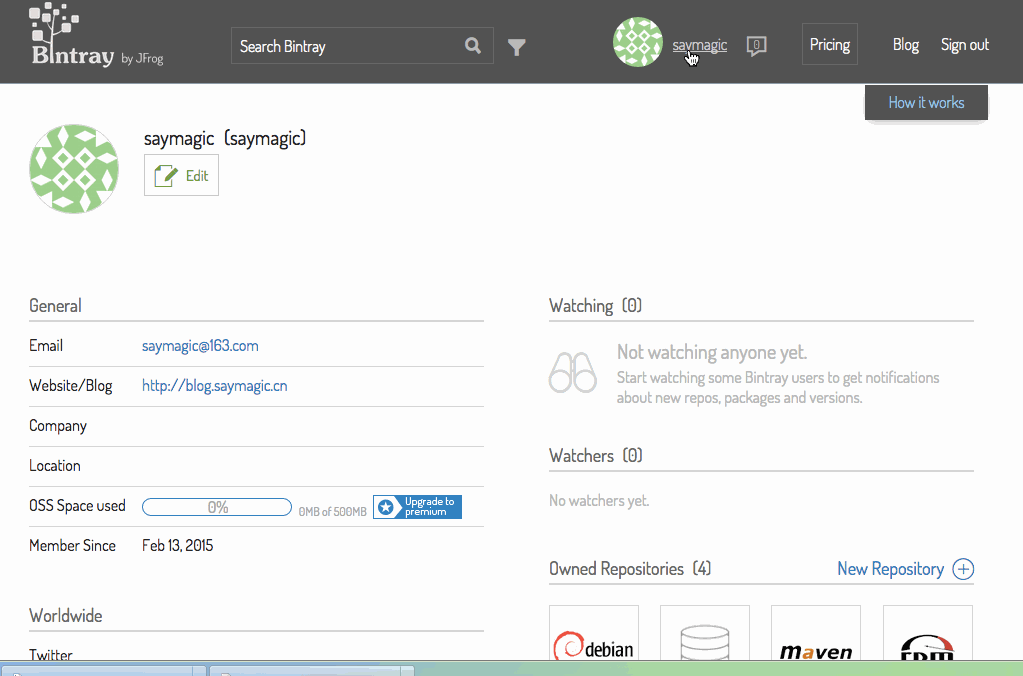 Bintray by JFrog
Search Bintray
saymagic
0
Pricing
Blog
Sign out
How it works
saymagic (saymagic)
Edit
General
Email saymagic@163.com
Website/Blog http://blog.saymagic.cn
Company
Location
OSS Space used 0% 0MB of 500MB Upgrade to
premium
Member Since Feb 13, 2015
Worldwide
Twitter
Watching (0)
Not watching anyone yet.
Start watching some Bintray users to get notifications
about new repos, packages and versions.
Watchers (0)
No watchers yet.
Owned Repositories (4) New Repository
debian
maven
RPM